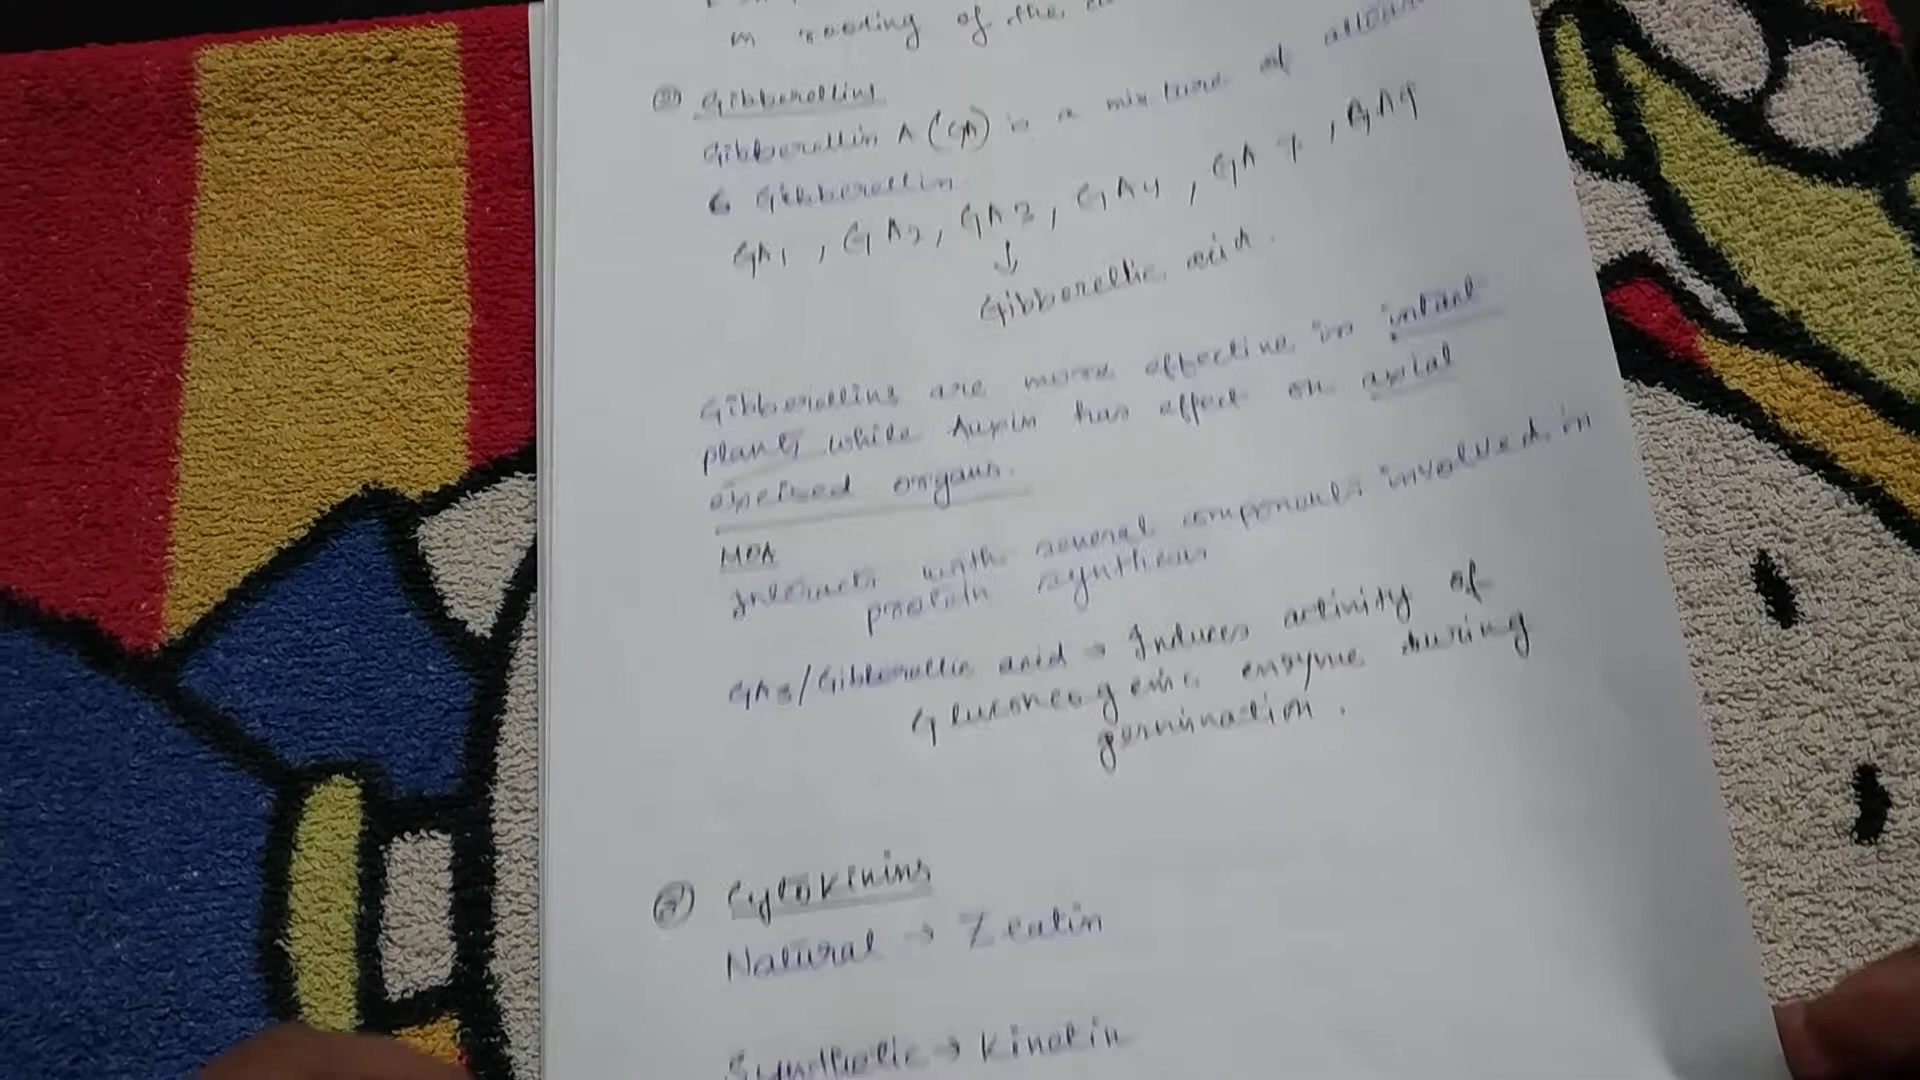 in rooting of the
③ Gibberellins
Gibberellin A (GA) is a mixture of atleast
6 Gibberellin
GA1, GA2, GA3, GA4, GA7, GA9
↓
Gibberellic acid.
Gibberellins are more effective in intact
plants while Auxin has effect on
excised organs.
MOA
Interacts with several components involved in
protein synthesis
GA3/Gibberellic acid → Induces activity of
Gluconeogenic enzyme during
germination.
Cytokinins
Natural → Zeatin
Synthetic → Kinetin